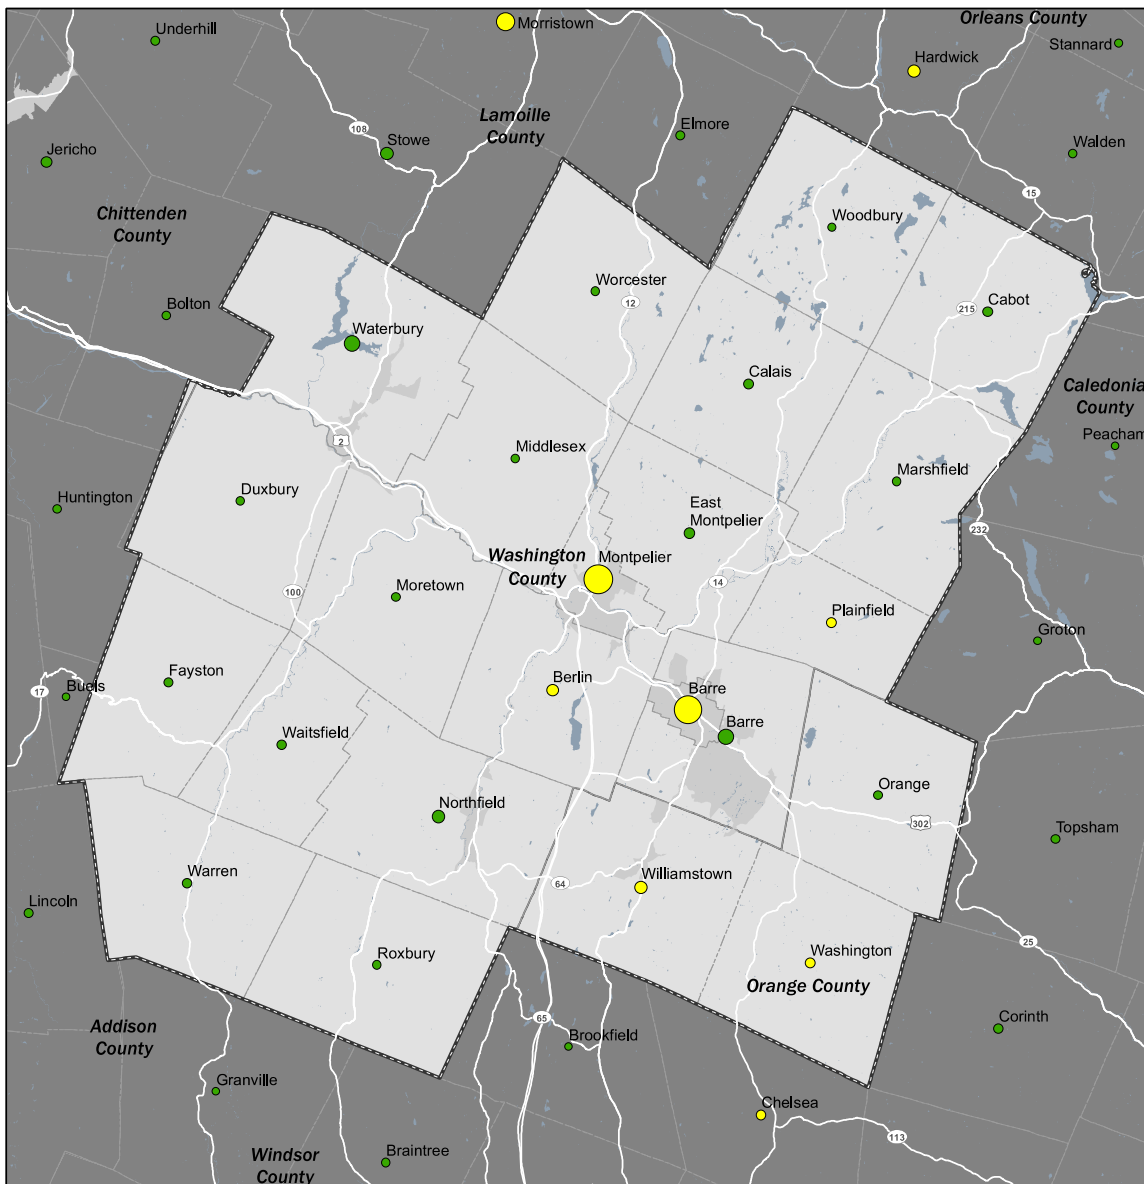 Orleans County
Morristown
Underhill
Stannard
Hardwick
Lamoille
County
Elmore
108
Stowe
Walden
Jericho
15
Chittenden
County
Woodbury
Worcester
12
Bolton
215
Cabot
Waterbury
Calais
Caledonia
County
2
Peacham
Middlesex
Marshfield
Huntington
Duxbury
East
Montpelier
232
Washington
County
Montpelier
14
100
Moretown
Plainfield
Groton
Fayston
Berlin
Barre
17
Buels
Barre
Waitsfield
Orange
Northfield
302
Topsham
Warren
64
Williamstown
Lincoln
25
Roxbury
Washington
Orange County
65
Addison
County
Brookfield
Corinth
Granville
Chelsea
113
Windsor
County
Braintree